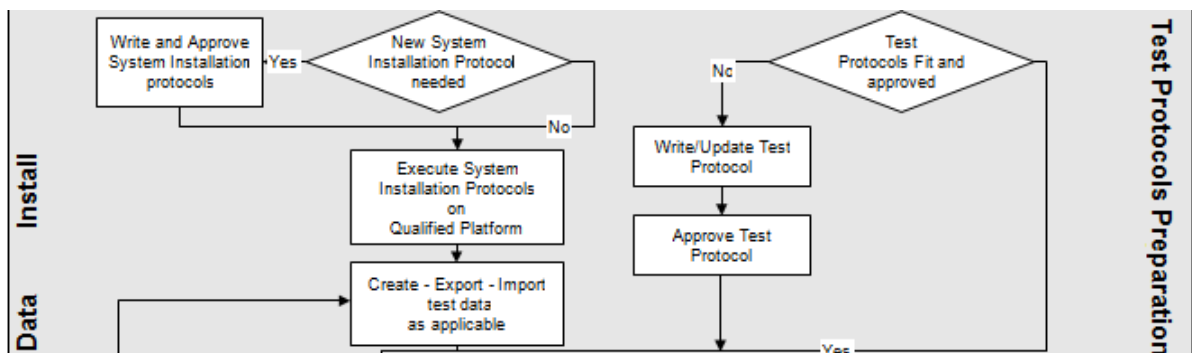 Write and Approve
System Installation
protocols
Yes
New System
Installation Protocol
needed
No
Execute System
Installation Protocols
on
Qualified Platform
Create - Export - Import
test data
as applicable
Test
Protocols Fit and
approved
No
Write/Update Test
Protocol
Approve Test
Protocol
Yes
Install
Data
Test Protocols Preparation